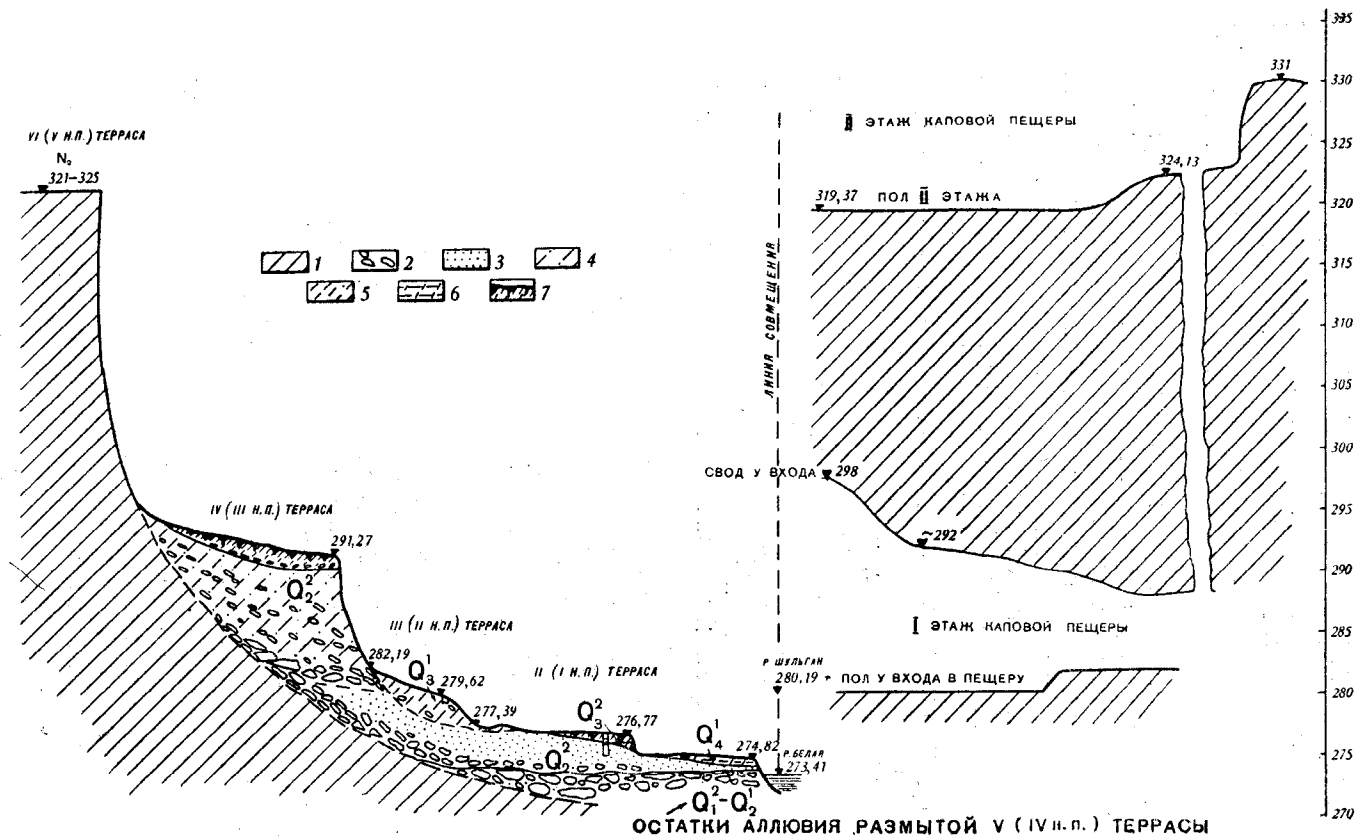 VI (V Н.П.) ТЕРРАСА
N₂
321–325
1 2 3 4
5 6 7
IV (III Н.П.) ТЕРРАСА
291,27
Q²₂
III (II Н.П.) ТЕРРАСА
282,19
Q¹₃
279,62
277,39
II (I Н.П.) ТЕРРАСА
Q²₃
276,77
Q²₂
Q¹₄
274,82
Р. БЕЛАЯ
273,41
Q²₁-Q¹₂
ОСТАТКИ АЛЛЮВИЯ РАЗМЫТОЙ V (IV Н.П.) ТЕРРАСЫ
ЛИНИЯ СОВМЕЩЕНИЯ
II ЭТАЖ КАПОВОЙ ПЕЩЕРЫ
331
324,13
319,37 ПОЛ II ЭТАЖА
СВОД У ВХОДА 298
~292
I ЭТАЖ КАПОВОЙ ПЕЩЕРЫ
Р ШУЛЬГАН
280,19 ПОЛ У ВХОДА В ПЕЩЕРУ
335
330
325
320
315
310
305
300
295
290
285
280
275
270